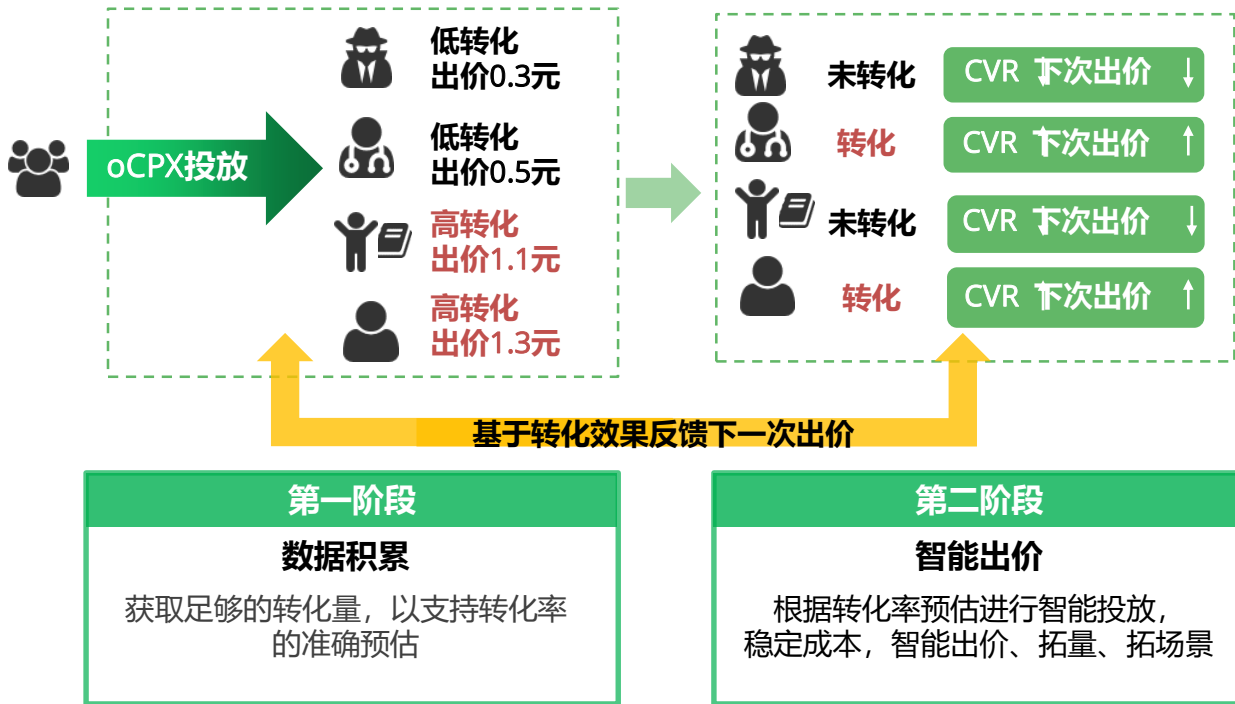 oCPX投放
低转化
出价0.3元
低转化
出价0.5元
高转化
出价1.1元
高转化
出价1.3元
未转化
CVR 下次出价 ↓
转化
CVR 下次出价 ↑
未转化
CVR 下次出价 ↓
转化
CVR 下次出价 ↑
基于转化效果反馈下一次出价
第一阶段
数据积累
获取足够的转化量，以支持转化率
的准确预估
第二阶段
智能出价
根据转化率预估进行智能投放，
稳定成本，智能出价、拓量、拓场景